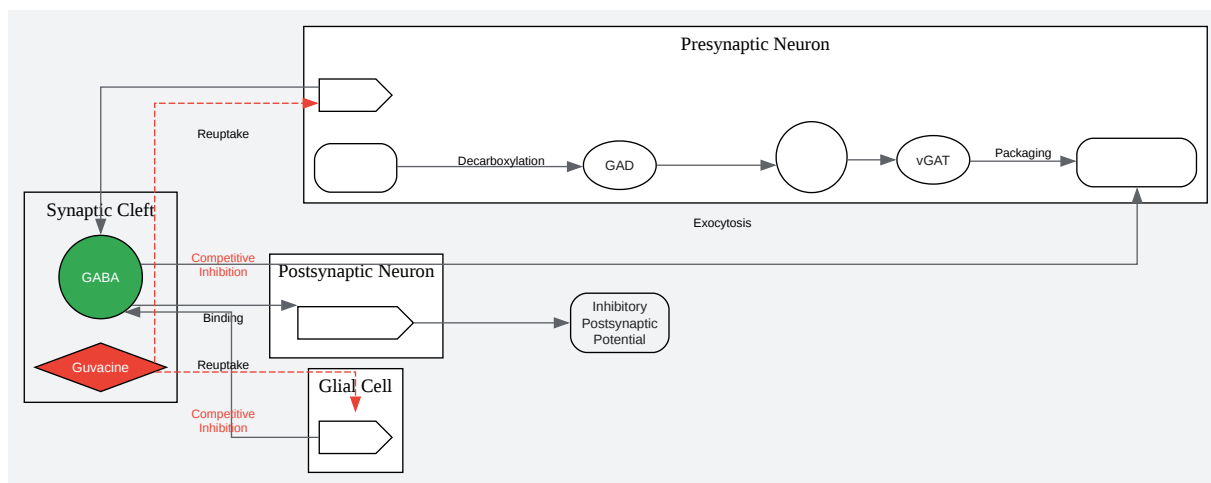 Presynaptic Neuron
Reuptake
Decarboxylation
GAD
vGAT
Packaging
Synaptic Cleft
Exocytosis
GABA
Competitive
Inhibition
Postsynaptic Neuron
Binding
Inhibitory
Postsynaptic
Potential
Guvacine
Reuptake
Glial Cell
Competitive
Inhibition